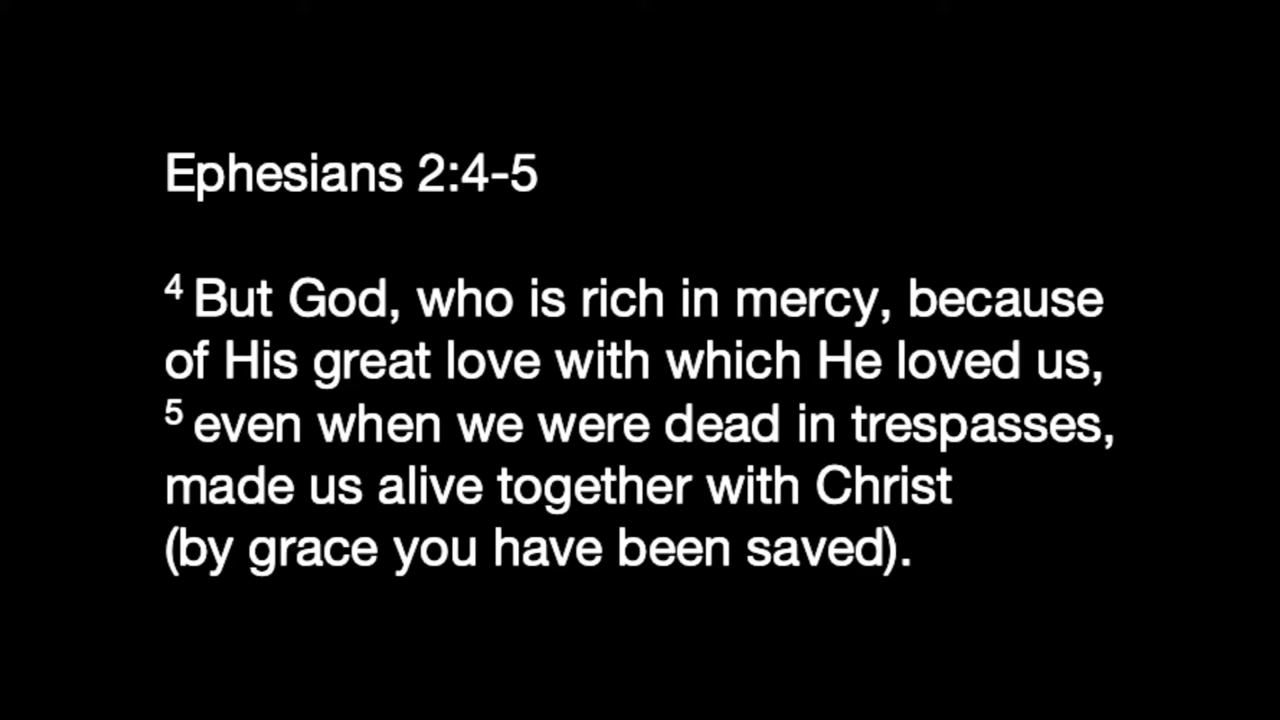 Ephesians 2:4-5
⁴ But God, who is rich in mercy, because
of His great love with which He loved us,
⁵ even when we were dead in trespasses,
made us alive together with Christ
(by grace you have been saved).